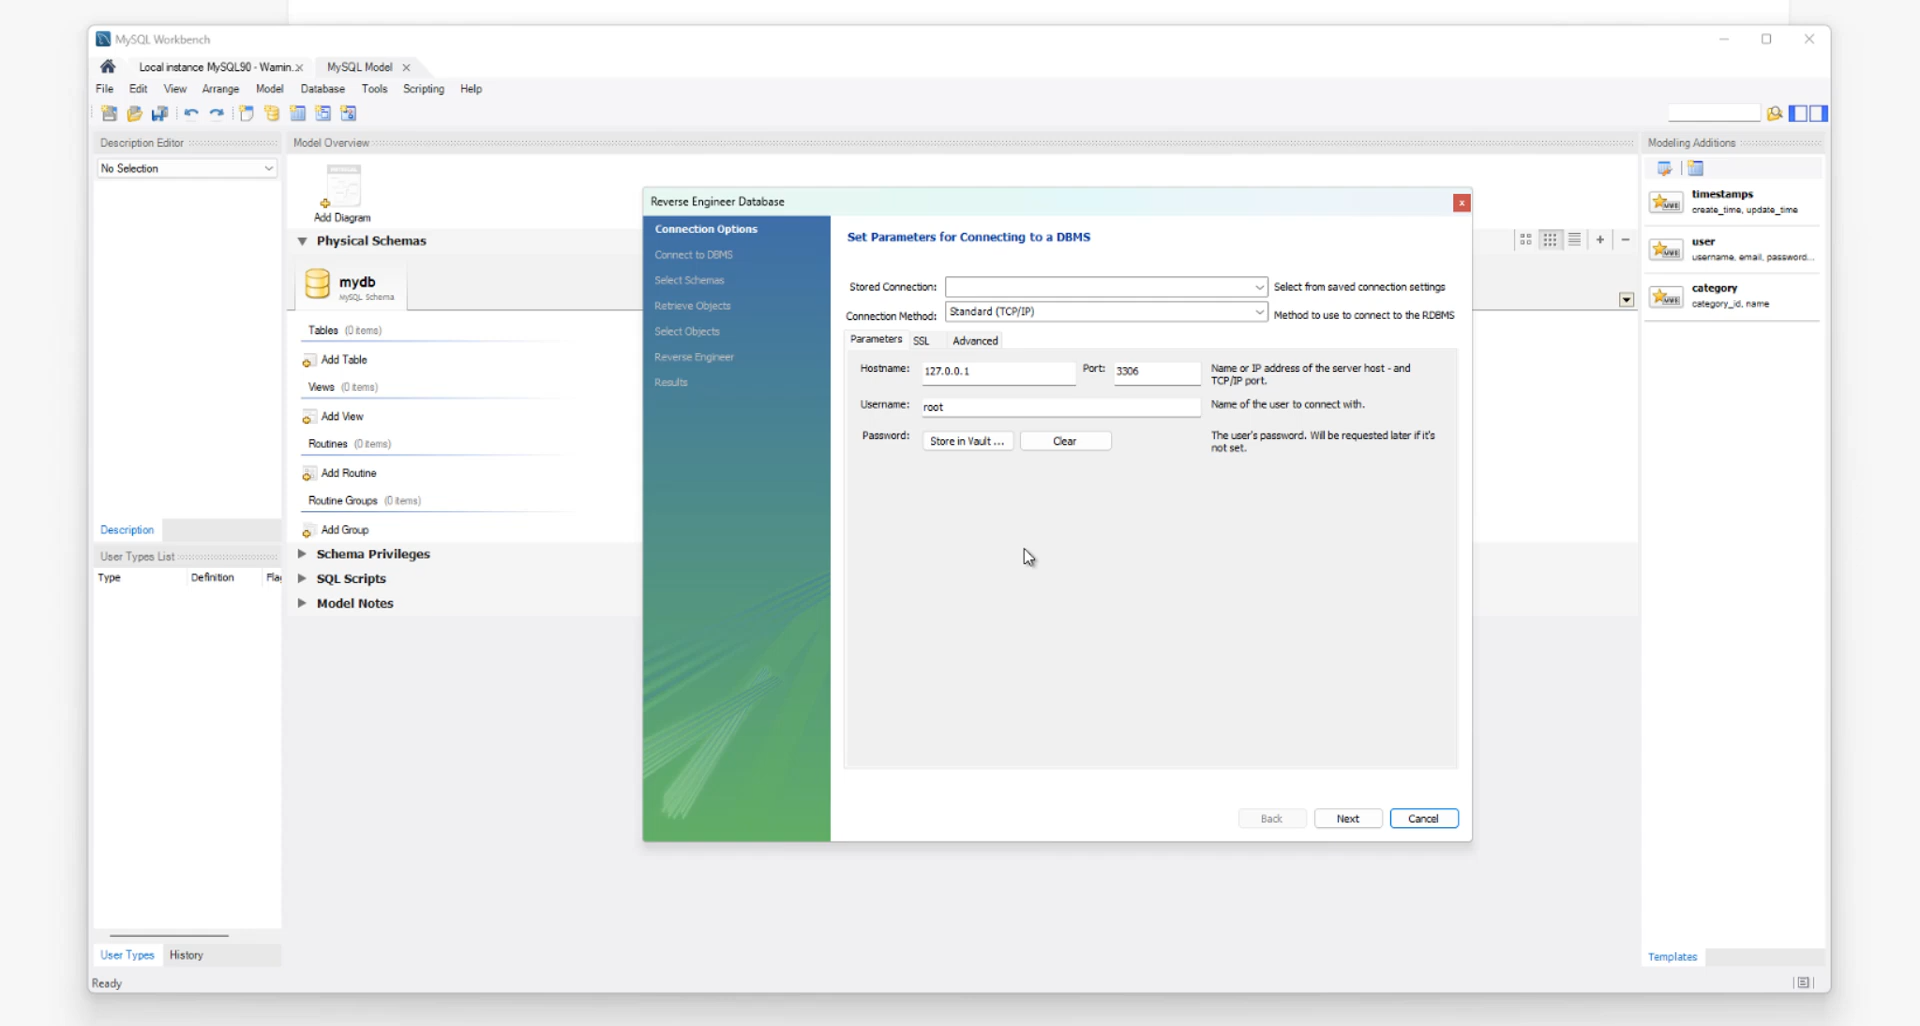 MySQL Workbench
Local instance MySQL90 - Warnin.. x
MySQL Model x
File Edit View Arrange Model Database Tools Scripting Help
Description Editor
Model Overview
Modeling Additions
No Selection
Add Diagram
Physical Schemas
mydb
MySQL Schema
Tables (0 items)
Add Table
Views (0 items)
Add View
Routines (0 items)
Add Routine
Routine Groups (0 items)
Add Group
Schema Privileges
SQL Scripts
Model Notes
Description
User Types List
Type Definition Flag
User Types History
Ready
Reverse Engineer Database
x
Connection Options
Connect to DBMS
Select Schemas
Retrieve Objects
Select Objects
Reverse Engineer
Results
Set Parameters for Connecting to a DBMS
Stored Connection: Select from saved connection settings
Connection Method: Standard (TCP/IP) Method to use to connect to the RDBMS
Parameters SSL Advanced
Hostname: 127.0.0.1 Port: 3306 Name or IP address of the server host - and
TCP/IP port.
Username: root Name of the user to connect with.
Password: Store in Vault ... Clear The user's password. Will be requested later if it's
not set.
Back Next Cancel
timestamps
create_time, update_time
user
username, email, password...
category
category_id, name
Templates